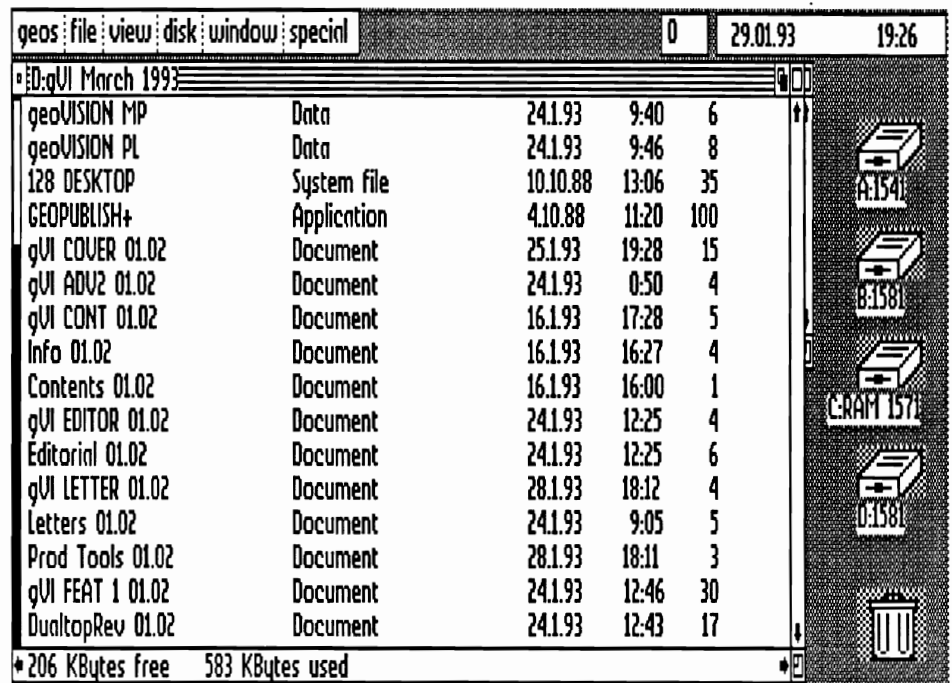 geos file view disk window special 0 29.01.93 19:26
D:gVI March 1993
geoVISION MP Data 24.1.93 9:40 6
geoVISION PL Data 24.1.93 9:46 8
128 DESKTOP System file 10.10.88 13:06 35
GEOPUBLISH+ Application 4.10.88 11:20 100
gVI COVER 01.02 Document 25.1.93 19:28 15
gVI ADV2 01.02 Document 24.1.93 0:50 4
gVI CONT 01.02 Document 16.1.93 17:28 5
Info 01.02 Document 16.1.93 16:27 4
Contents 01.02 Document 16.1.93 16:00 1
gVI EDITOR 01.02 Document 24.1.93 12:25 4
Editorial 01.02 Document 24.1.93 12:25 6
gVI LETTER 01.02 Document 28.1.93 18:12 4
Letters 01.02 Document 24.1.93 9:05 5
Prod Tools 01.02 Document 28.1.93 18:11 3
gVI FEAT 1 01.02 Document 24.1.93 12:46 30
DualtopRev 01.02 Document 24.1.93 12:43 17
206 KBytes free 583 KBytes used
A:1541
B:1581
C:RAM 1571
D:1581